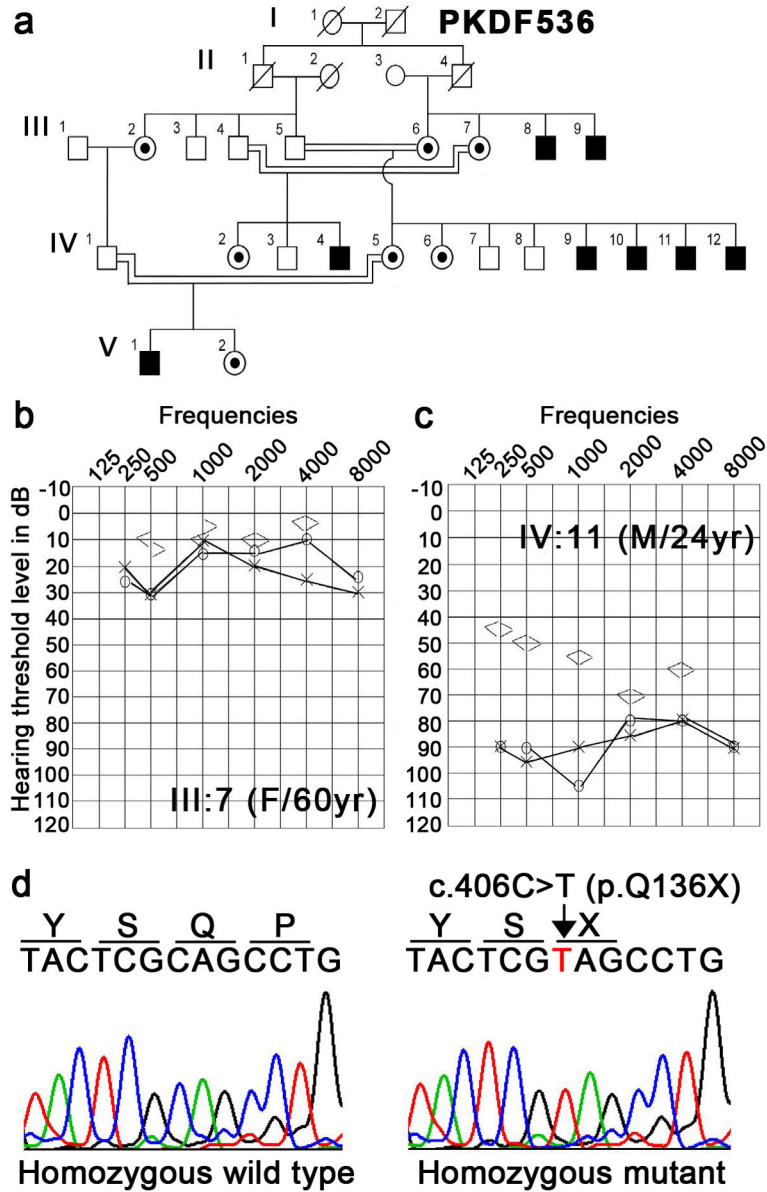 a
PKDF536
I 1 2
II 1 2 3 4
III 1 2 3 4 5 6 7 8 9
IV 1 2 3 4 5 6 7 8 9 10 11 12
V 1 2
b Frequencies
125 250 500 1000 2000 4000 8000
Hearing threshold level in dB
-10
0
10
20
30
40
50
60
70
80
90
100
110
120
III:7 (F/60yr)
c Frequencies
125 250 500 1000 2000 4000 8000
-10
0
10
20
30
40
50
60
70
80
90
100
110
120
IV:11 (M/24yr)
d
Y S Q P
TACTCGCAGCCTG
Homozygous wild type
c.406C>T (p.Q136X)
Y S X
TACTCGTAGCCTG
Homozygous mutant